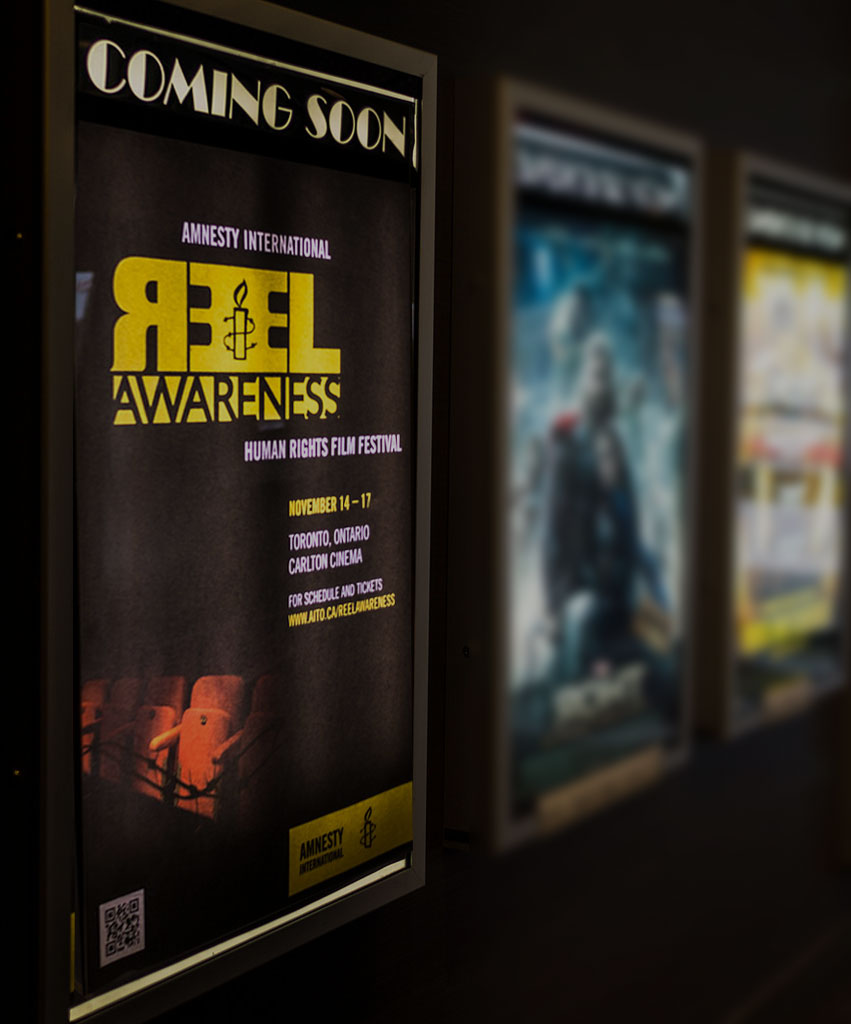 COMING SOON
AMNESTY INTERNATIONAL
REEL
AWARENESS
HUMAN RIGHTS FILM FESTIVAL
NOVEMBER 14 – 17
TORONTO, ONTARIO
CARLTON CINEMA
FOR SCHEDULE AND TICKETS
WWW.AITO.CA/REELAWARENESS
AMNESTY
INTERNATIONAL